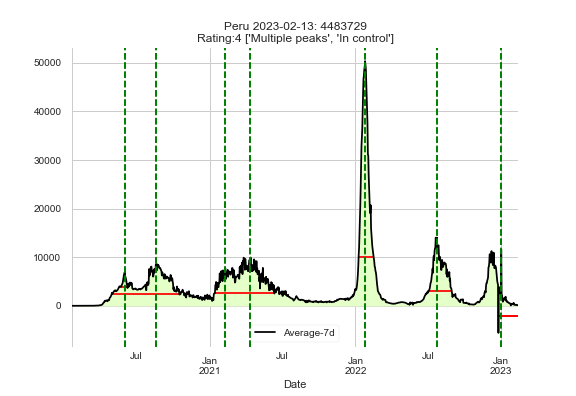 Peru 2023-02-13: 4483729
Rating:4 ['Multiple peaks', 'In control']
50000
40000
30000
20000
10000
0
Average-7d
Jul
Jan
2021
Jul
Jan
2022
Jul
Jan
2023
Date